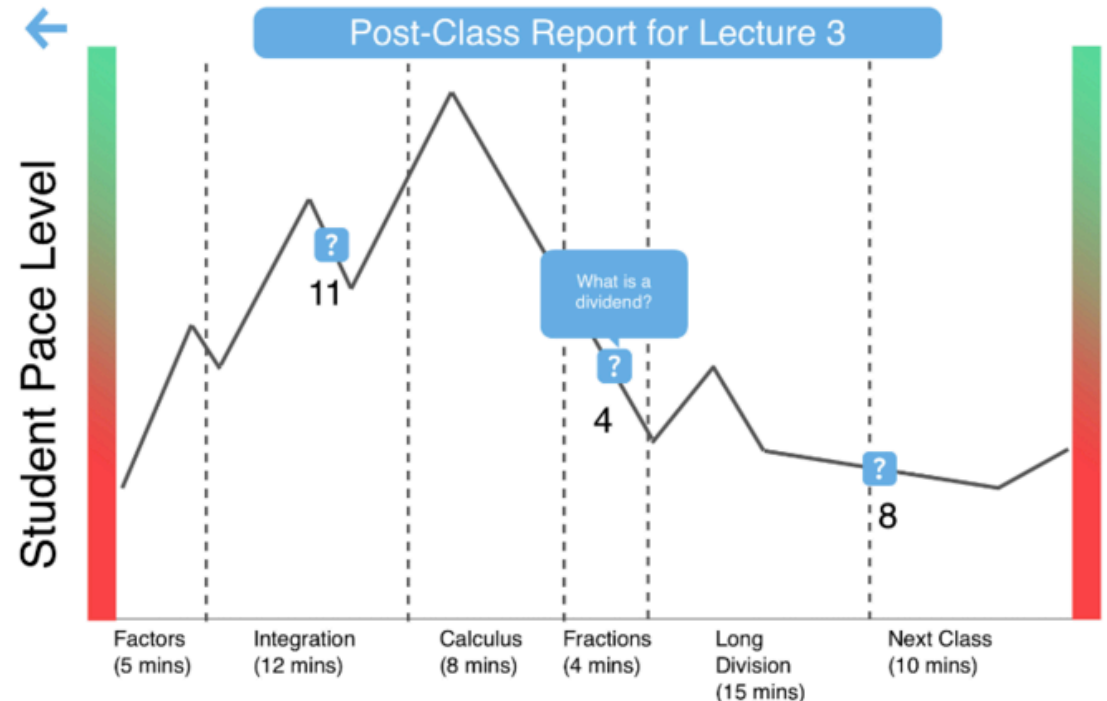 Post-Class Report for Lecture 3
Student Pace Level
?
11
What is a
dividend?
?
4
?
8
Factors
(5 mins)
Integration
(12 mins)
Calculus
(8 mins)
Fractions
(4 mins)
Long
Division
(15 mins)
Next Class
(10 mins)